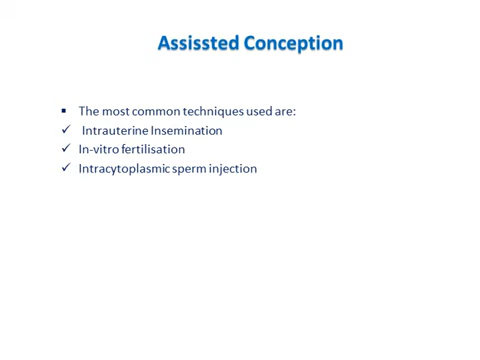 Assissted Conception
▪ The most common techniques used are:
✓ Intrauterine Insemination
✓ In-vitro fertilisation
✓ Intracytoplasmic sperm injection